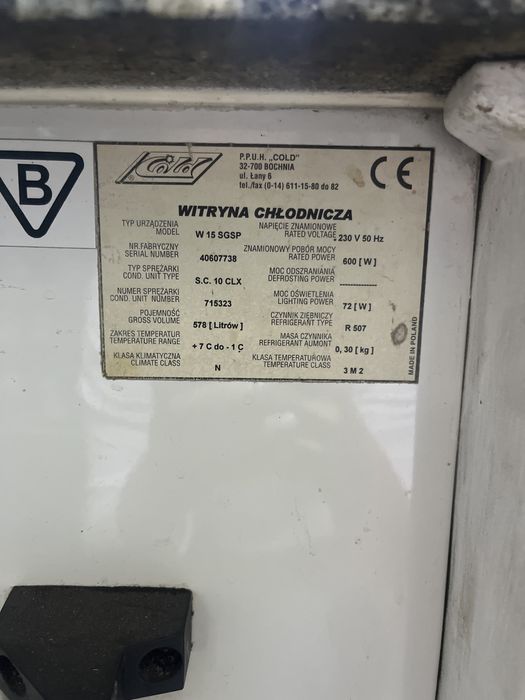 B
Cold
P.P.U.H. „COLD”
32-700 BOCHNIA
ul. Łany 6
tel./fax (0-14) 611-15-80 do 82
CE
WITRYNA CHŁODNICZA
TYP URZĄDZENIA
MODEL W 15 SGSP
NR.FABRYCZNY
SERIAL NUMBER 40607738
TYP SPRĘŻARKI
COND. UNIT TYPE S.C. 10 CLX
NUMER SPRĘŻARKI
COND. UNIT NUMBER 715323
POJEMNOŚĆ
GROSS VOLUME 578 [ Litrów ]
ZAKRES TEMPERATUR
TEMPERATURE RANGE + 7 C do - 1 C
KLASA KLIMATYCZNA
CLIMATE CLASS N
NAPIĘCIE ZNAMIONOWE
RATED VOLTAGE 230 V 50 Hz
ZNAMIONOWY POBÓR MOCY
RATED POWER 600 [ W ]
MOC ODSZRANIANIA
DEFROSTING POWER -------------
MOC OŚWIETLENIA
LIGHTING POWER 72 [ W ]
CZYNNIK ZIĘBNICZY
REFRIGERANT TYPE R 507
MASA CZYNNIKA
REFRIGERANT AUMONT 0, 30 [ kg ]
KLASA TEMPERATUROWA
TEMPERATURE CLASS 3 M 2
MADE IN POLAND